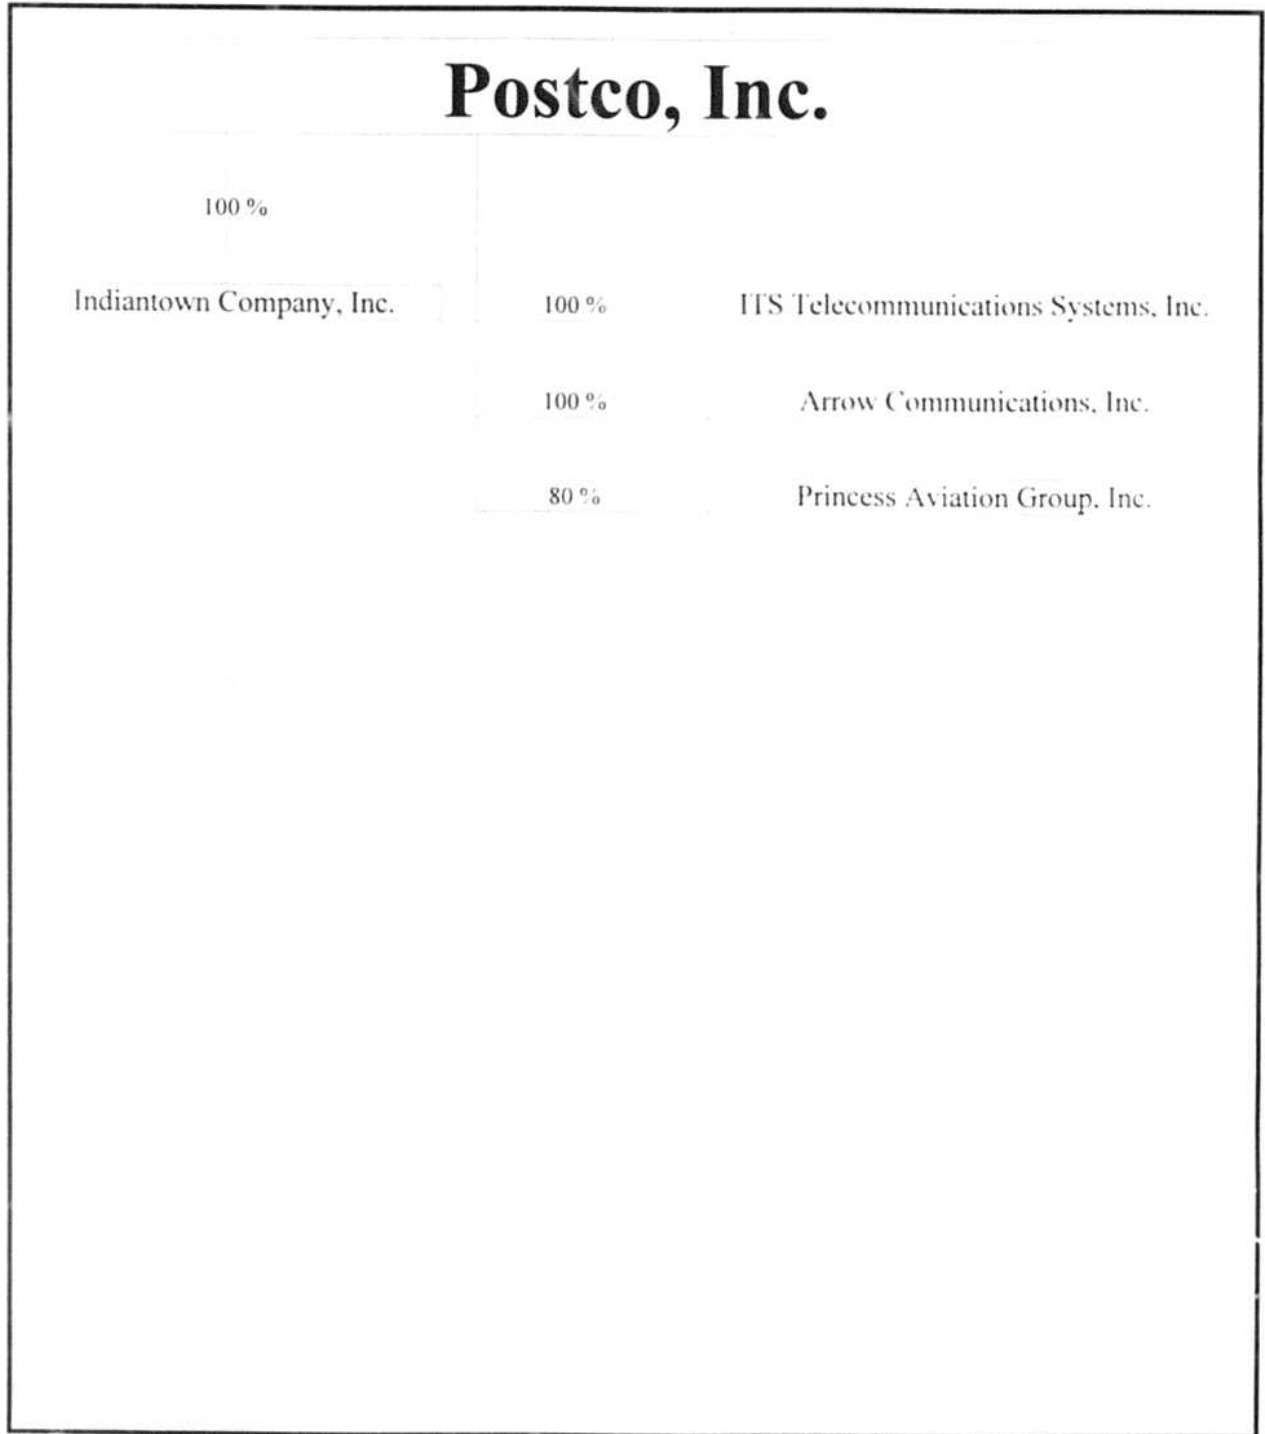 Postco, Inc.
100 %
Indiantown Company, Inc.
100 % ITS Telecommunications Systems, Inc.
100 % Arrow Communications, Inc.
80 % Princess Aviation Group, Inc.